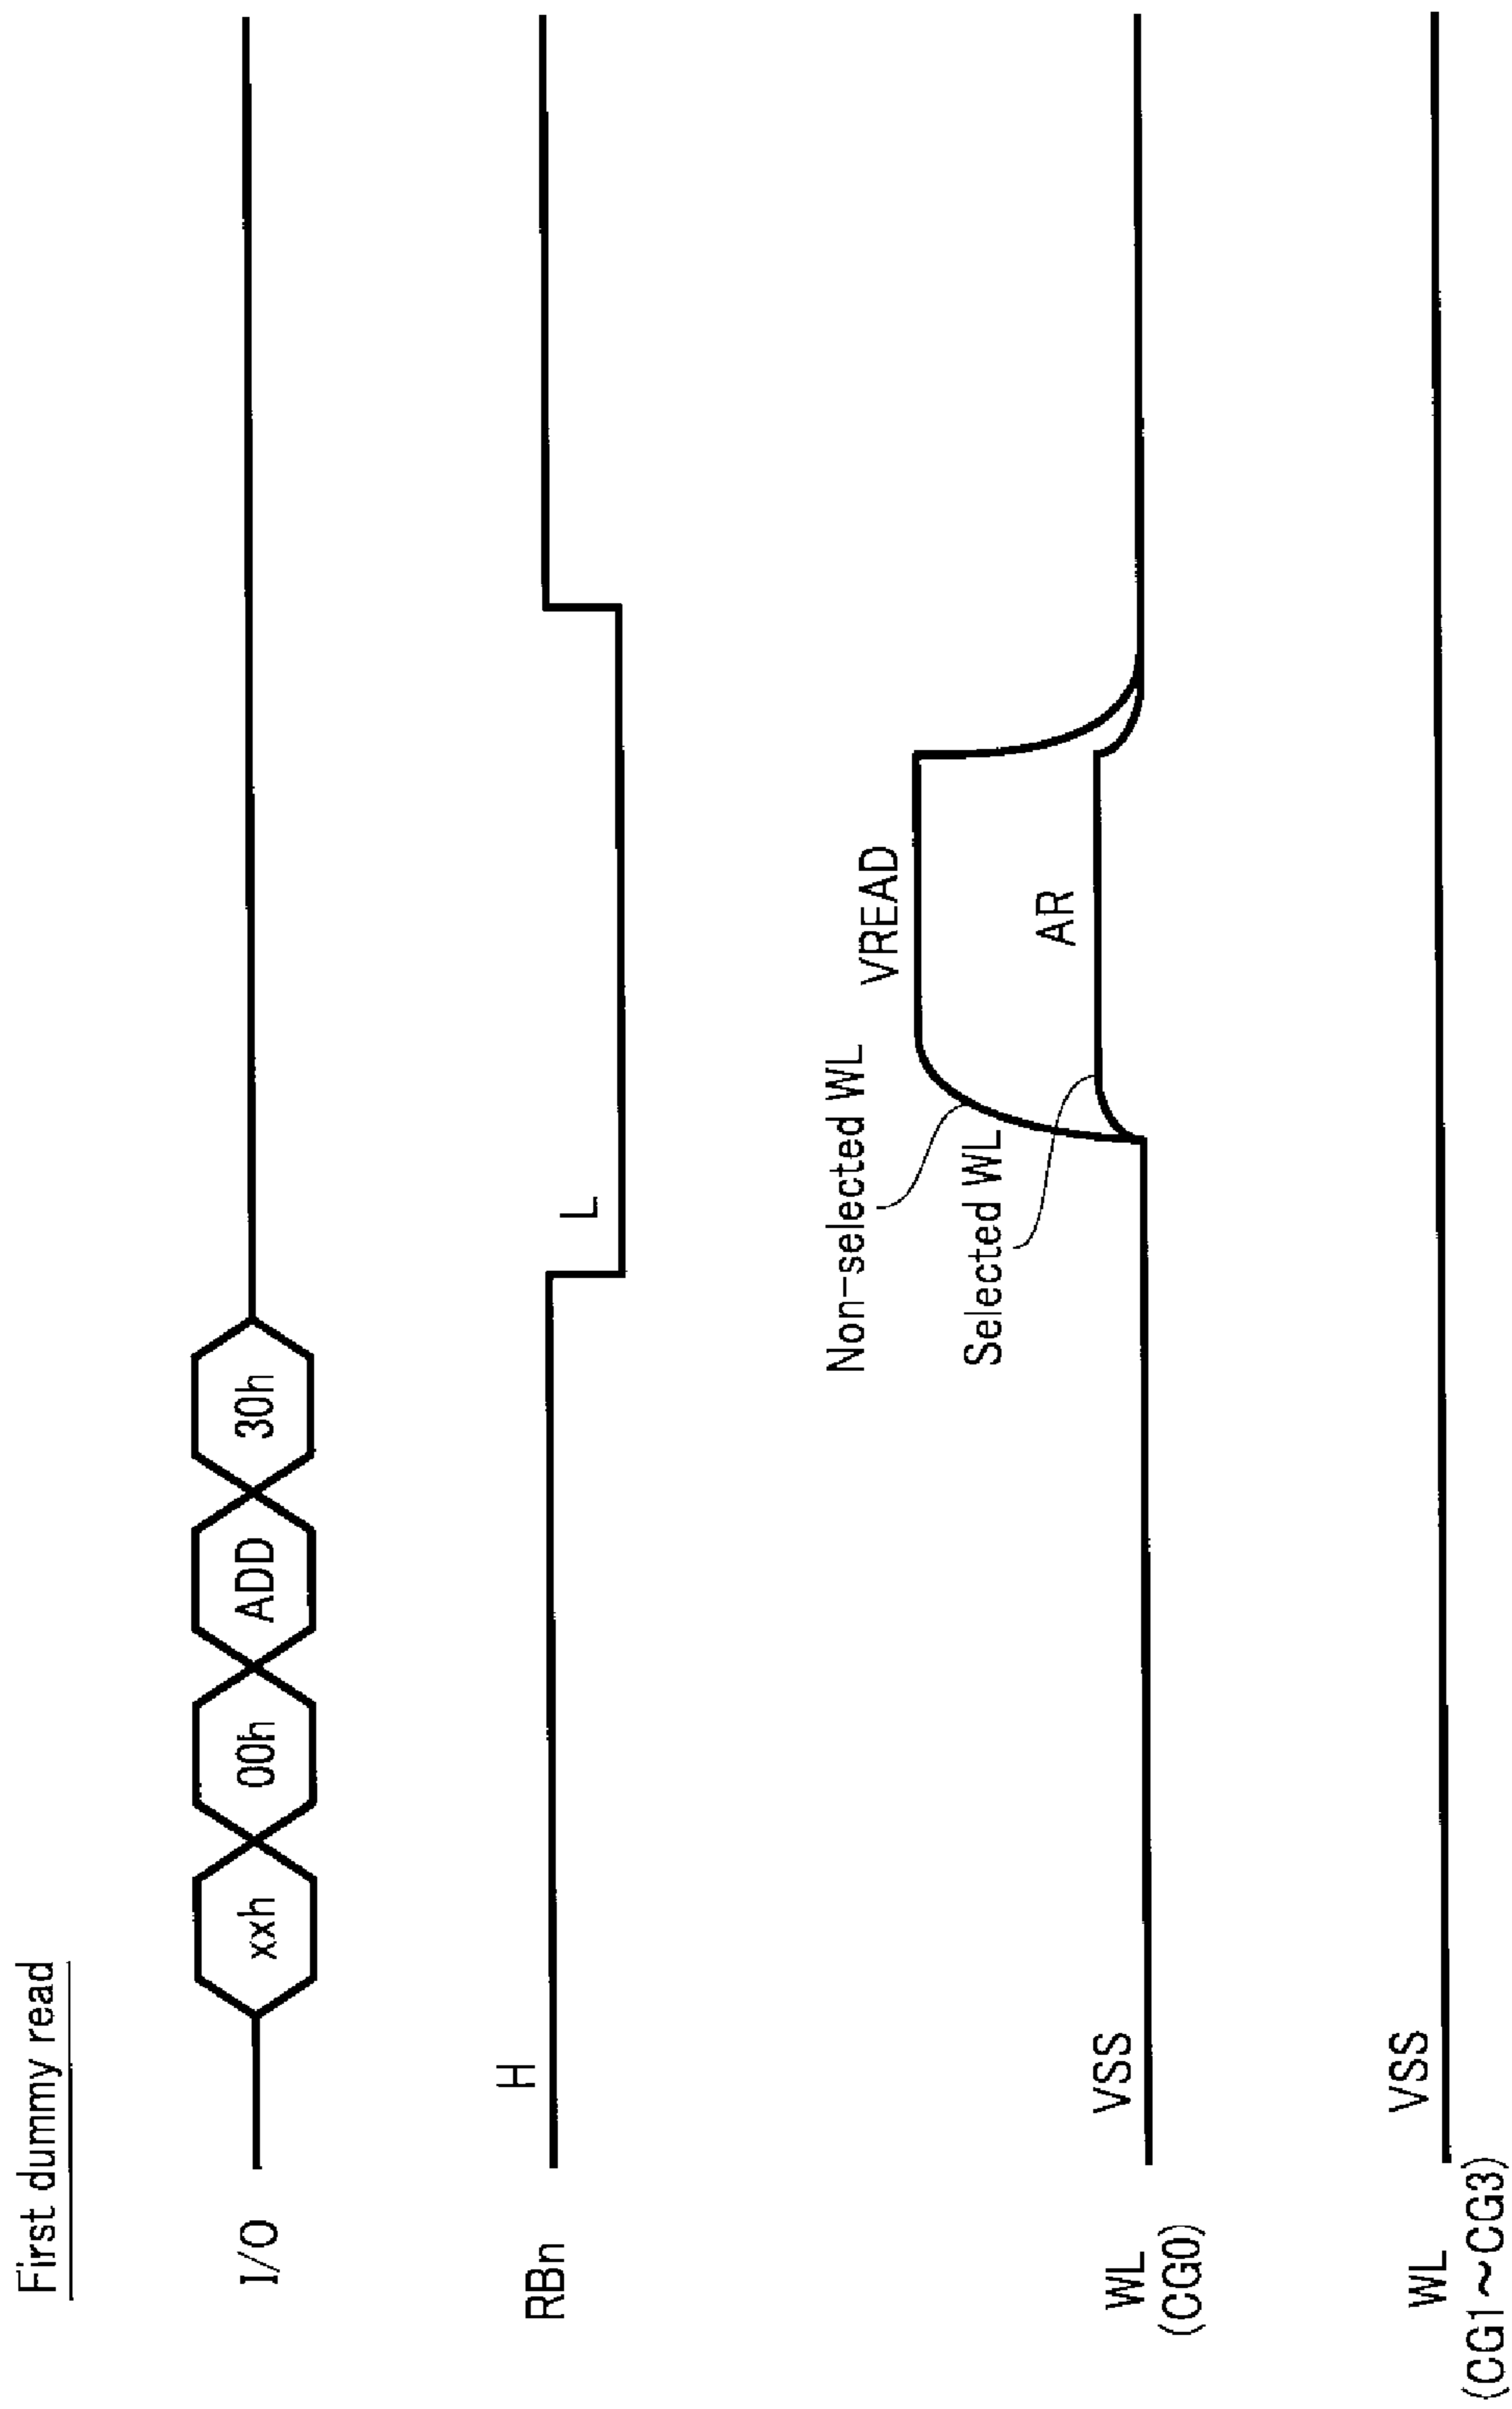 First dummy read
I/O
xxh
00h
ADD
30h
RBn
H
L
Non-selected WL
VREAD
Selected WL
AR
WL
(CG0)
VSS
WL
(CG1~CG3)
VSS